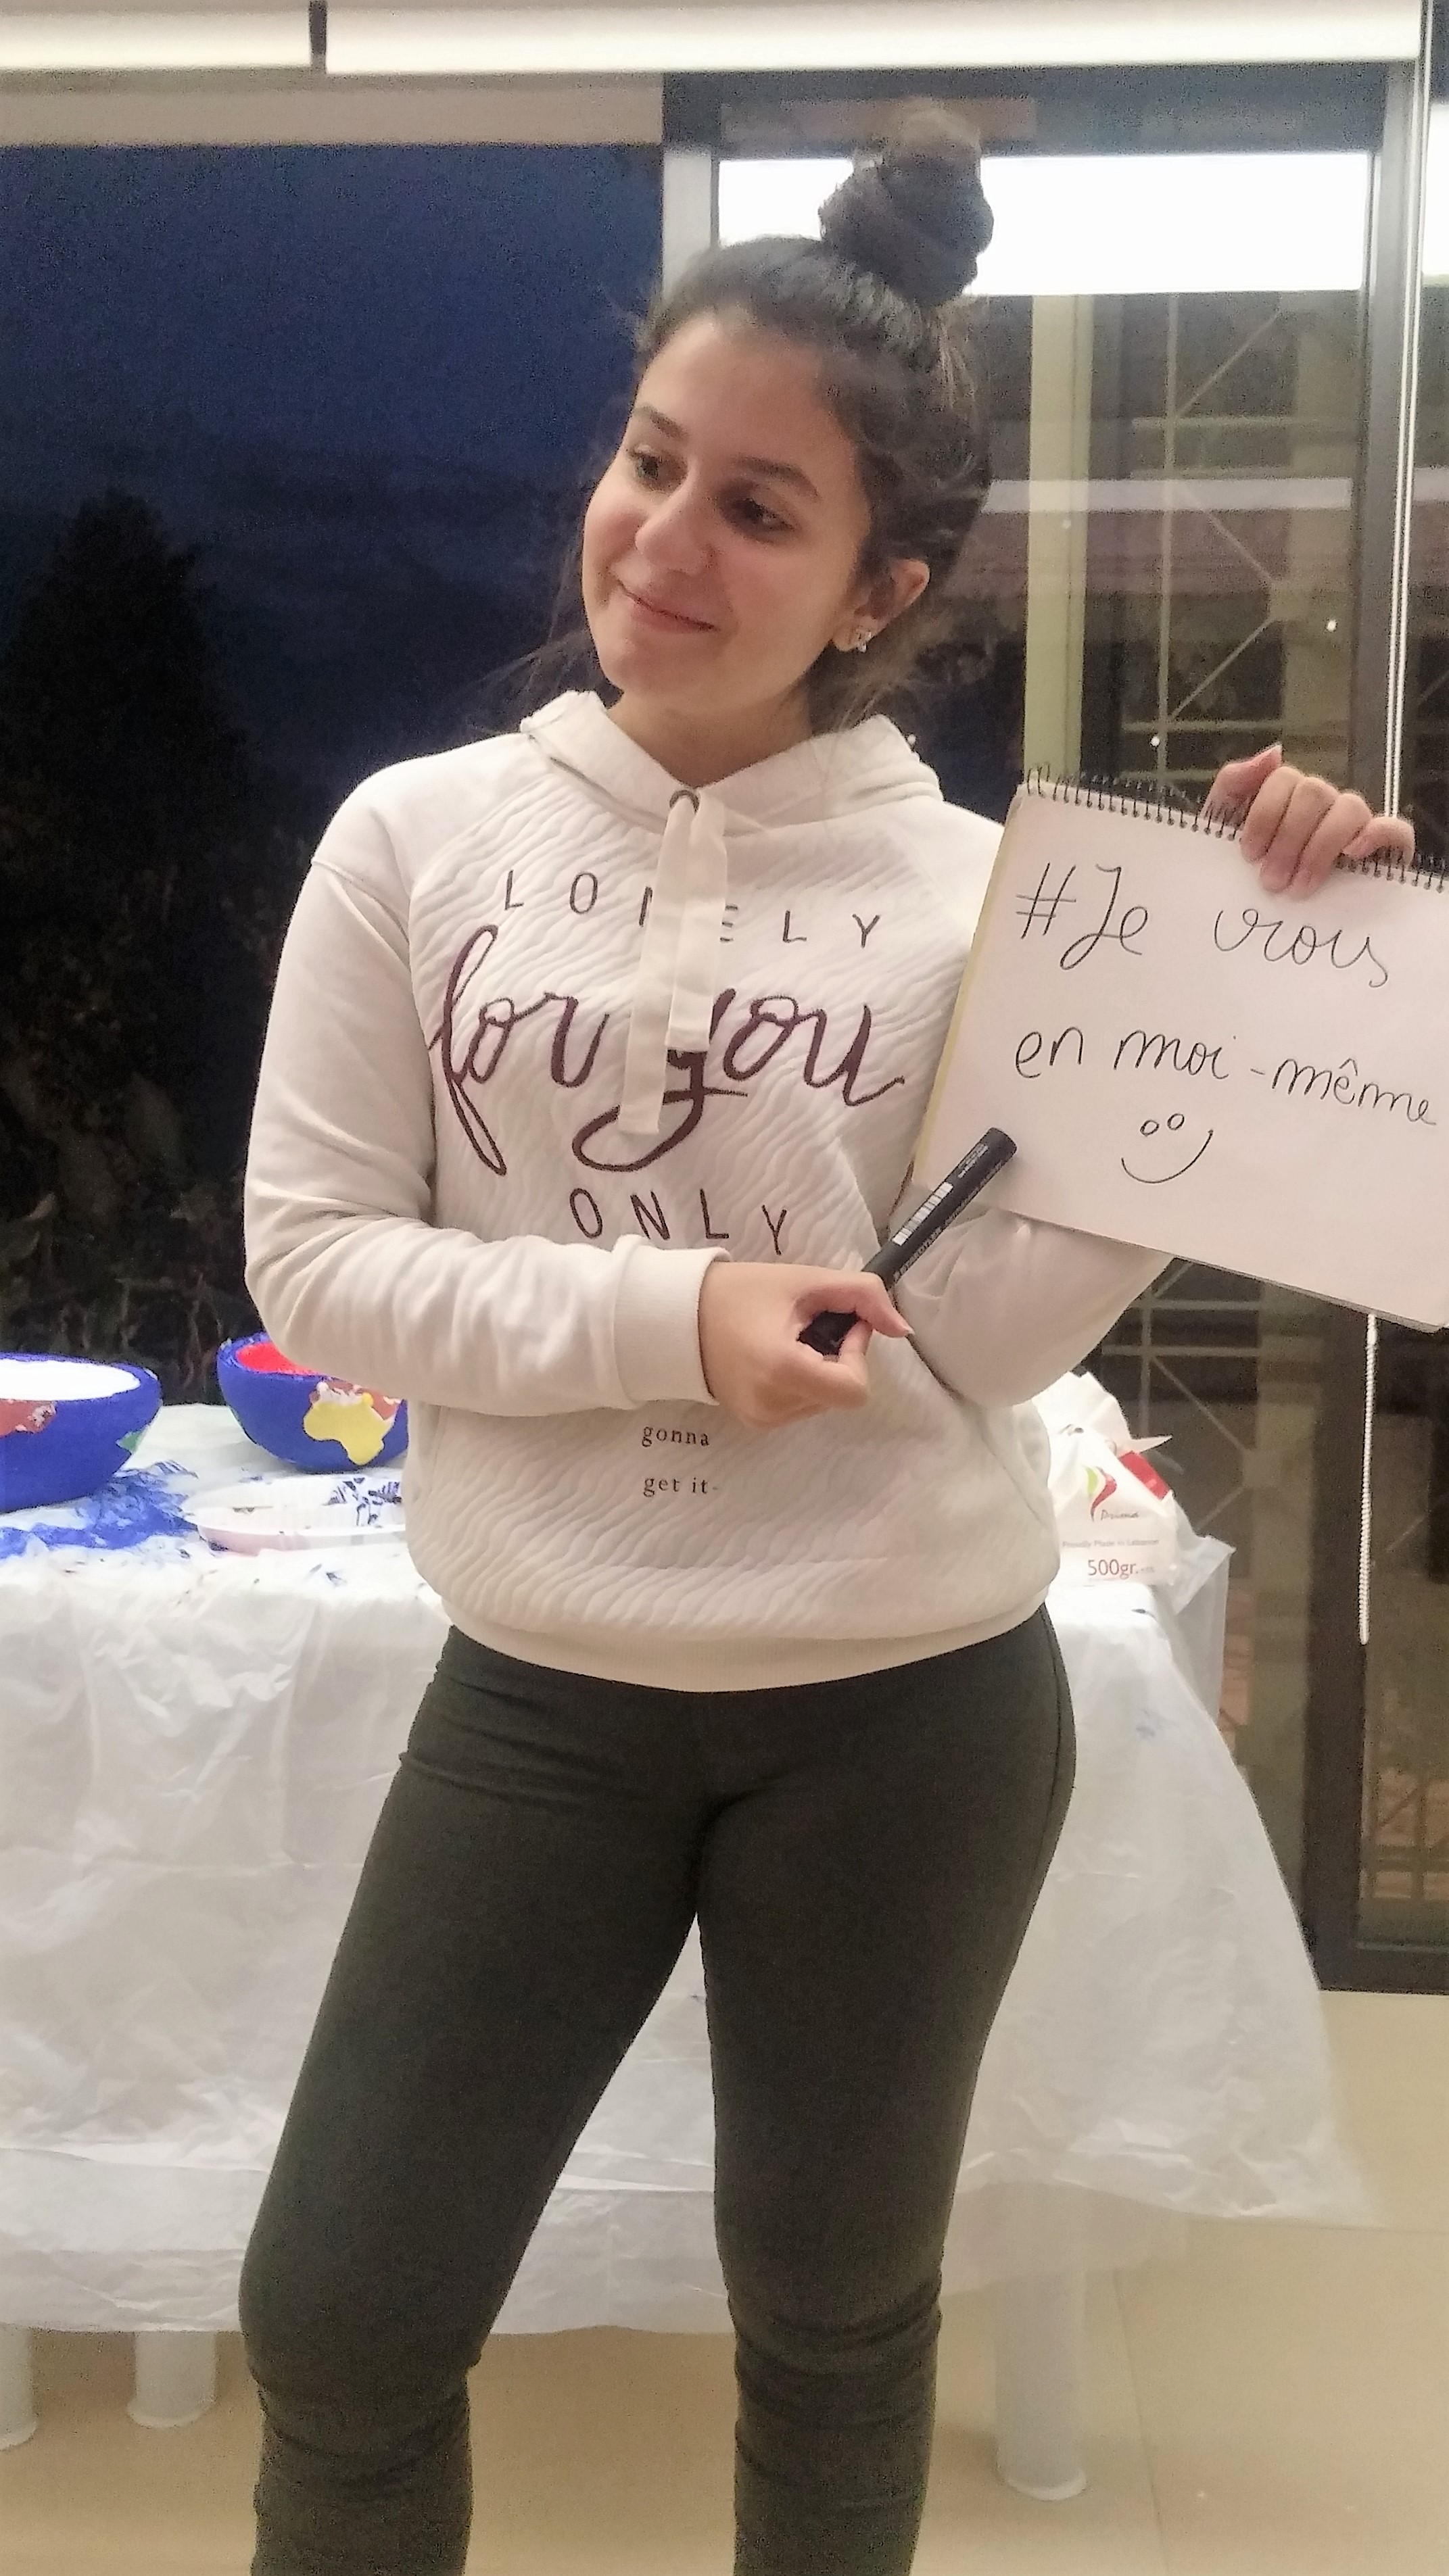 LONELY
for you
ONLY
gonna
get it-
#Je crois
en moi-même
Prima
Proudly Made in Lebanon
500gr.